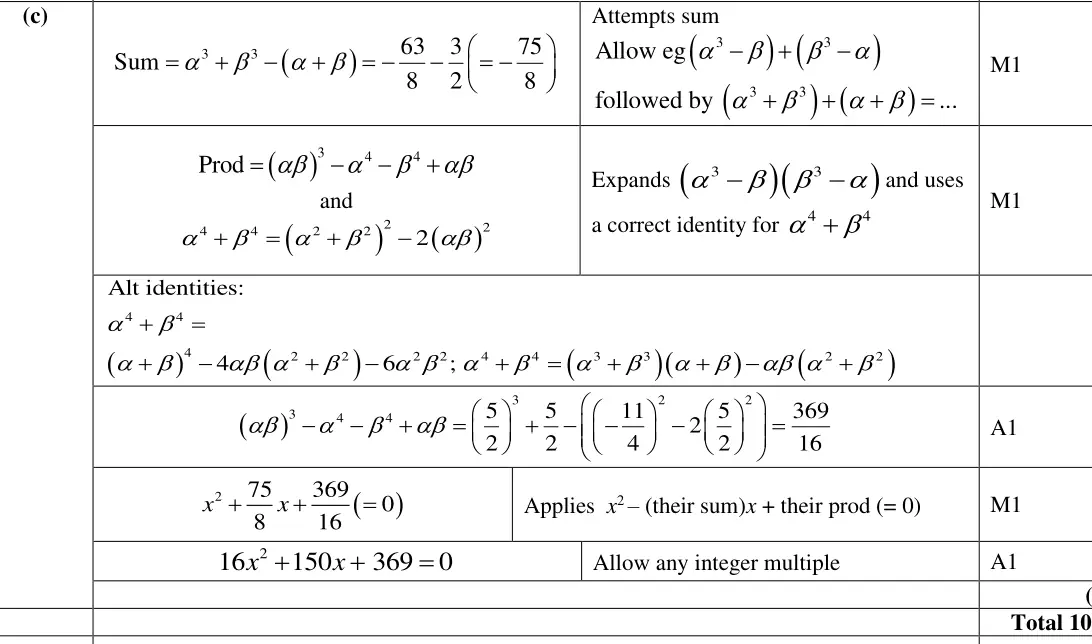 (c)
Sum = α³ + β³ − (α + β) = −63/8 − 3/2 (= −75/8)
Attempts sum
Allow eg (α³ − β) + (β³ − α)
followed by (α³ + β³) + (α + β) = ...
M1
Prod = (αβ)³ − α⁴ − β⁴ + αβ
and
α⁴ + β⁴ = (α² + β²)² − 2(αβ)²
Expands (α³ − β)(β³ − α) and uses
a correct identity for α⁴ + β⁴
M1
Alt identities:
α⁴ + β⁴ =
(α + β)⁴ − 4αβ(α² + β²) − 6α²β²; α⁴ + β⁴ = (α³ + β³)(α + β) − αβ(α² + β²)
(αβ)³ − α⁴ − β⁴ + αβ = (5/2)³ + 5/2 − ((−11/4)² − 2(5/2)²) = 369/16
A1
x² + 75/8 x + 369/16 (= 0)
Applies x² – (their sum)x + their prod (= 0)
M1
16x² + 150x + 369 = 0
Allow any integer multiple
A1
(
Total 10